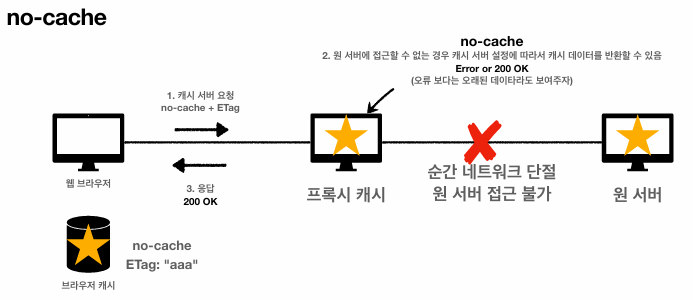 no-cache
no-cache
2. 원 서버에 접근할 수 없는 경우 캐시 서버 설정에 따라서 캐시 데이터를 반환할 수 있음
Error or 200 OK
(오류 보다는 오래된 데이타라도 보여주자)
1. 캐시 서버 요청
no-cache + ETag
3. 응답
200 OK
웹 브라우저
프록시 캐시
순간 네트워크 단절
원 서버 접근 불가
원 서버
no-cache
ETag: "aaa"
브라우저 캐시